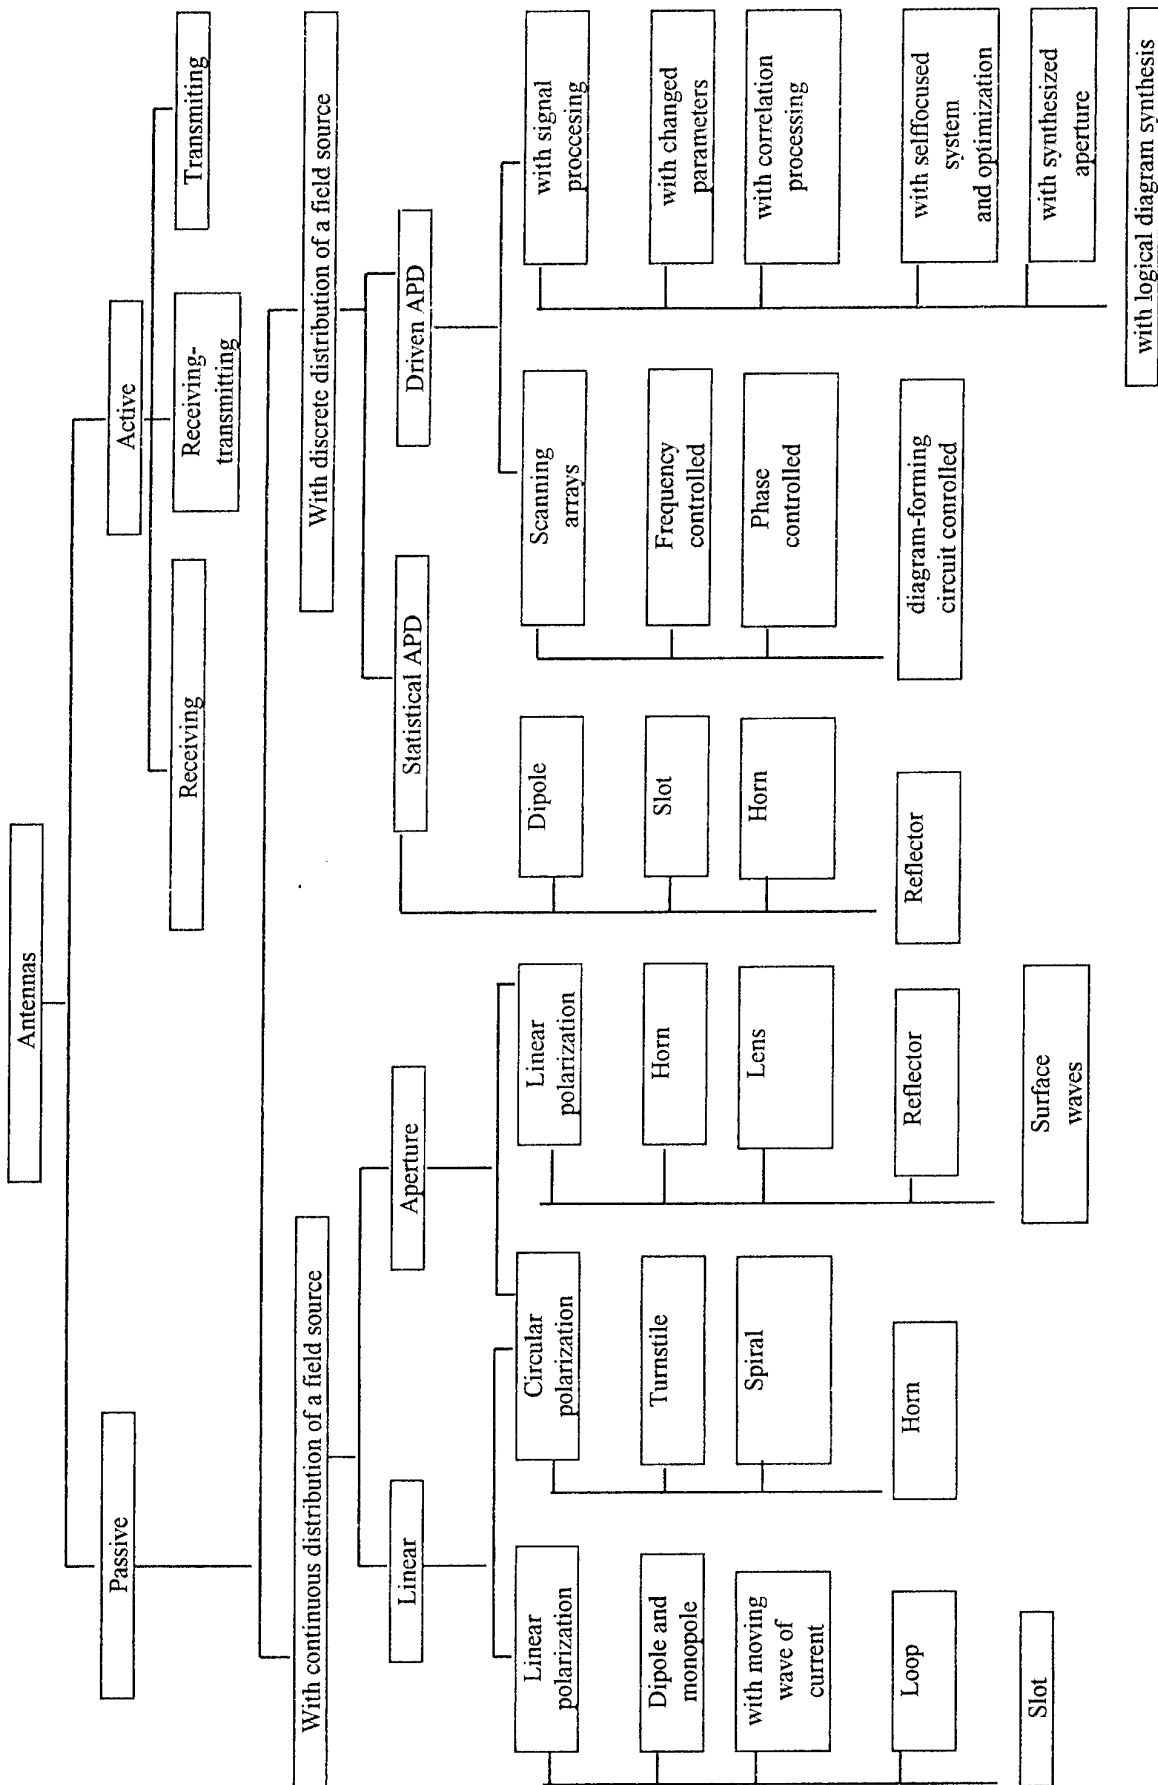 Antennas
Passive
Active
Receiving
Receiving-
transmitting
Transmiting
With continuous distribution of a field source
With discrete distribution of a field source
Linear
Aperture
Statistical APD
Driven APD
Linear
polarization
Dipole and
monopole
with moving
wave of
current
Loop
Slot
Circular
polarization
Turnstile
Spiral
Horn
Linear
polarization
Horn
Lens
Reflector
Surface
waves
Dipole
Slot
Horn
Reflector
Scanning
arrays
Frequency
controlled
Phase
controlled
diagram-forming
circuit conrolled
with signal
proccesing
with changed
parameters
with correlation
processing
with selffocused
system
and optimization
with synthesized
aperture
with logical diagram synthesis